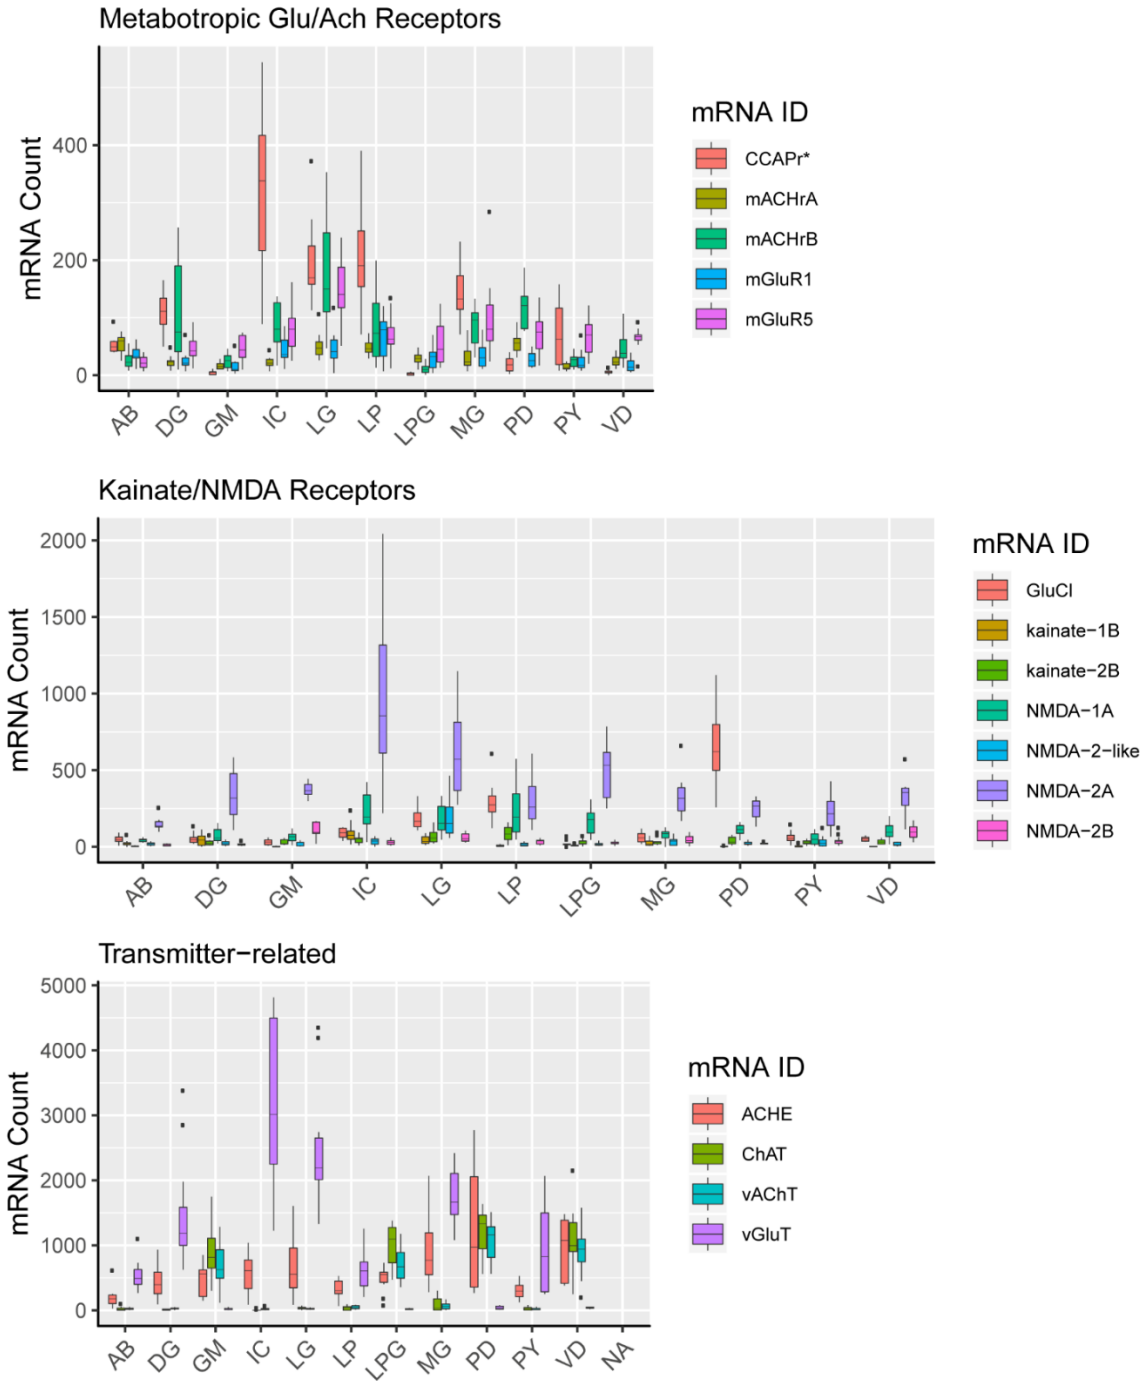 Metabotropic Glu/Ach Receptors
mRNA Count
400
200
0
AB DG GM IC LG LP LPG MG PD PY VD
mRNA ID
CCAPr*
mACHrA
mACHrB
mGluR1
mGluR5
Kainate/NMDA Receptors
mRNA Count
2000
1500
1000
500
0
AB DG GM IC LG LP LPG MG PD PY VD
mRNA ID
GluCl
kainate−1B
kainate−2B
NMDA−1A
NMDA−2−like
NMDA−2A
NMDA−2B
Transmitter−related
mRNA Count
5000
4000
3000
2000
1000
0
AB DG GM IC LG LP LPG MG PD PY VD NA
mRNA ID
ACHE
ChAT
vAChT
vGluT